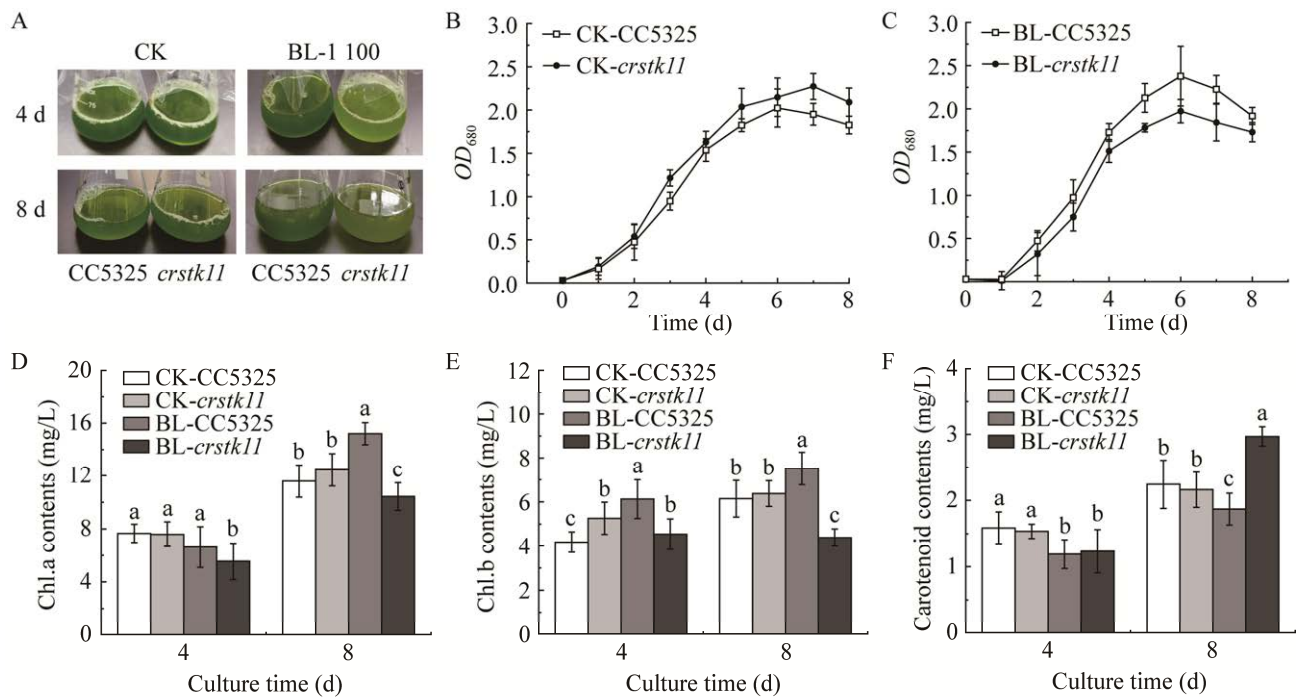 A
CK
BL-1 100
4 d
8 d
CC5325 crstk11
CC5325 crstk11
B
CK-CC5325
CK-crstk11
OD680
3.0
2.5
2.0
1.5
1.0
0.5
0.0
0 2 4 6 8
Time (d)
C
BL-CC5325
BL-crstk11
OD680
3.0
2.5
2.0
1.5
1.0
0.5
0 2 4 6 8
Time (d)
D
CK-CC5325
CK-crstk11
BL-CC5325
BL-crstk11
Chl.a contents (mg/L)
20
16
12
8
4
0
a a a b
b b a c
4 8
Culture time (d)
E
CK-CC5325
CK-crstk11
BL-CC5325
BL-crstk11
Chl.b contents (mg/L)
12
10
8
6
4
2
0
c b a b
b b a c
4 8
Culture time (d)
F
CK-CC5325
CK-crstk11
BL-CC5325
BL-crstk11
Carotenoid contents (mg/L)
4
3
2
1
0
a a b b
b b c a
4 8
Culture time (d)